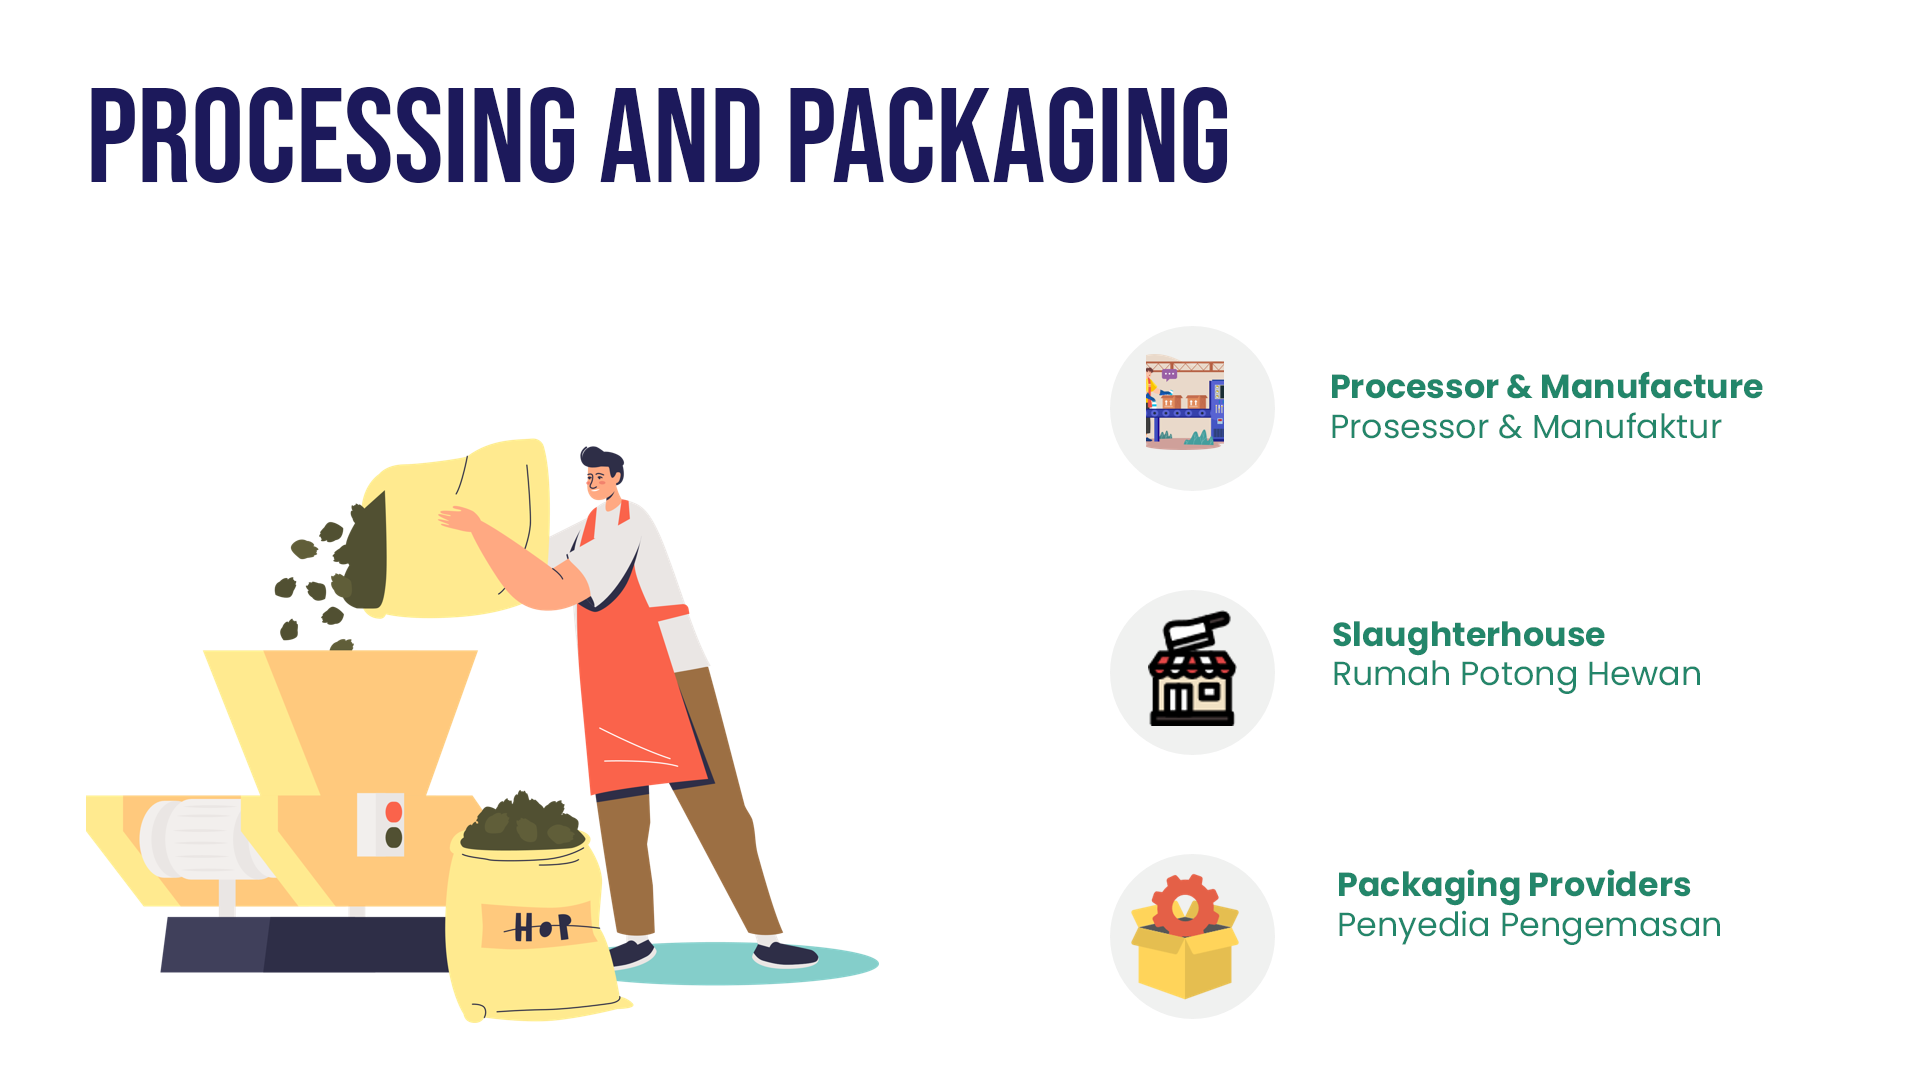 PROCESSING AND PACKAGING
Processor & Manufacture
Prosessor & Manufaktur
Slaughterhouse
Rumah Potong Hewan
Packaging Providers
Penyedia Pengemasan
HOP